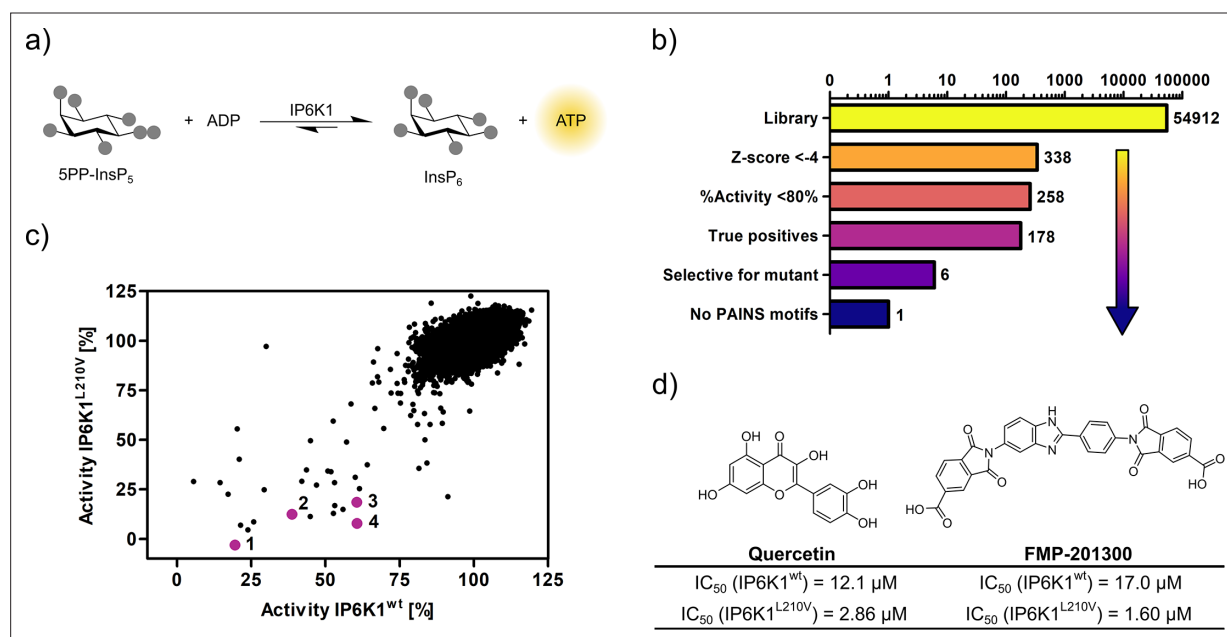 a)
5PP-InsP5 + ADP IP6K1 InsP6 + ATP
b)
0 1 10 100 1000 10000 100000
Library 54912
Z-score <-4 338
%Activity <80% 258
True positives 178
Selective for mutant 6
No PAINS motifs 1
c)
Activity IP6K1L210V [%]
125
100
75
50
25
0
0 25 50 75 100 125
Activity IP6K1wt [%]
1
2
3
4
d)
OH O
OH
HO O
OH
OH
O H N O
N N N
O O
O OH
HO O
Quercetin FMP-201300
IC50 (IP6K1wt) = 12.1 µM IC50 (IP6K1wt) = 17.0 µM
IC50 (IP6K1L210V) = 2.86 µM IC50 (IP6K1L210V) = 1.60 µM